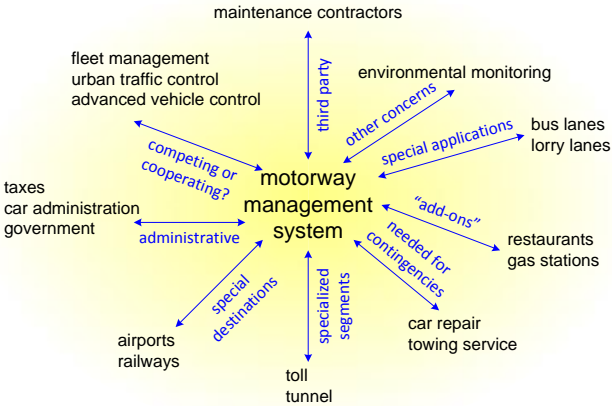 maintenance contractors
fleet management
urban traffic control
advanced vehicle control
third party
environmental monitoring
other concerns
bus lanes
lorry lanes
special applications
competing or
cooperating?
motorway
management
system
taxes
car administration
government
administrative
"add-ons"
restaurants
gas stations
needed for
contingencies
car repair
towing service
special
destinations
airports
railways
specialized
segments
toll
tunnel